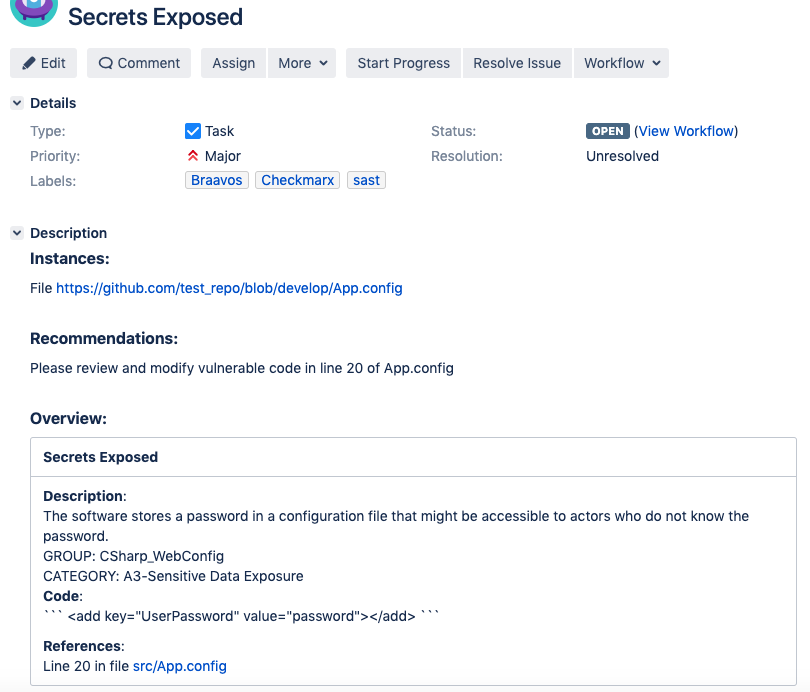 Secrets Exposed
Edit Comment Assign More Start Progress Resolve Issue Workflow
Details
Type: Task Status: OPEN (View Workflow)
Priority: Major Resolution: Unresolved
Labels: Braavos Checkmarx sast
Description
Instances:
File https://github.com/test_repo/blob/develop/App.config
Recommendations:
Please review and modify vulnerable code in line 20 of App.config
Overview:
Secrets Exposed
Description:
The software stores a password in a configuration file that might be accessible to actors who do not know the
password.
GROUP: CSharp_WebConfig
CATEGORY: A3-Sensitive Data Exposure
Code:
``` <add key="UserPassword" value="password"></add> ```
References:
Line 20 in file src/App.config